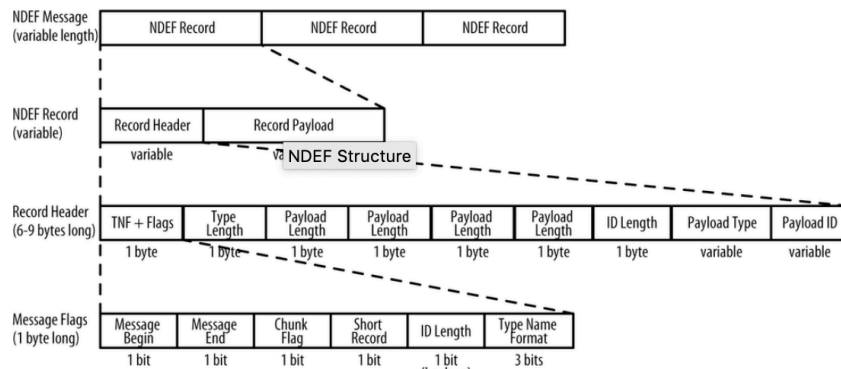 NDEF Message
(variable length)
NDEF Record
NDEF Record
NDEF Record
NDEF Record
(variable)
Record Header
Record Payload
variable
NDEF Structure
Record Header
(6-9 bytes long)
TNF + Flags
Type
Length
Payload
Length
Payload
Length
Payload
Length
Payload
Length
ID Length
Payload Type
Payload ID
1 byte
1 byte
1 byte
1 byte
1 byte
1 byte
1 byte
variable
variable
Message Flags
(1 byte long)
Message
Begin
Message
End
Chunk
Flag
Short
Record
ID Length
Type Name
Format
1 bit
1 bit
1 bit
1 bit
1 bit
3 bits